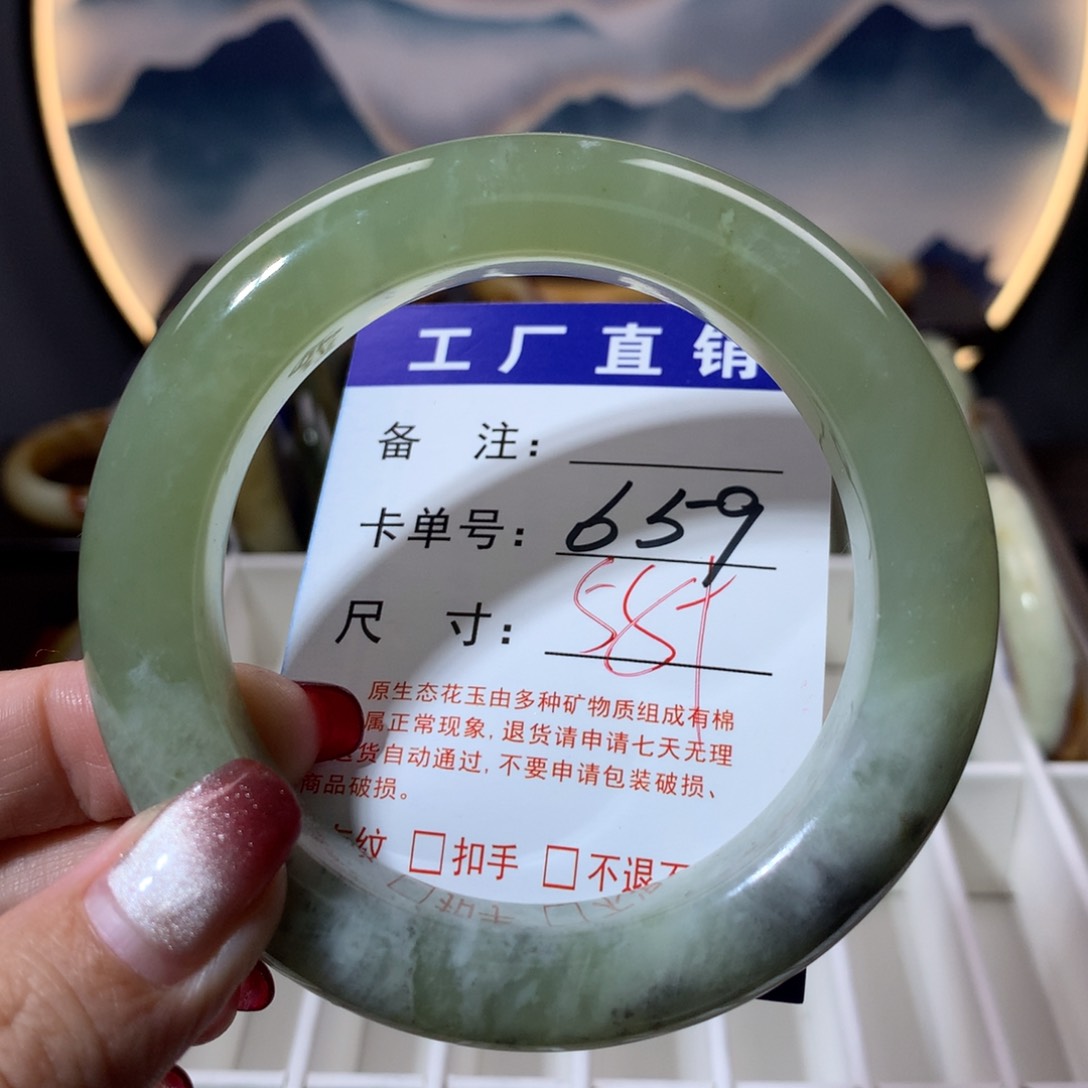 工厂直销
备 注:
卡单号: 659
尺 寸:
原生态花玉由多种矿物质组成有棉
属正常现象,退货请申请七天无理
退货自动通过,不要申请包装破损、
商品破损。
纹 □扣手 □不退